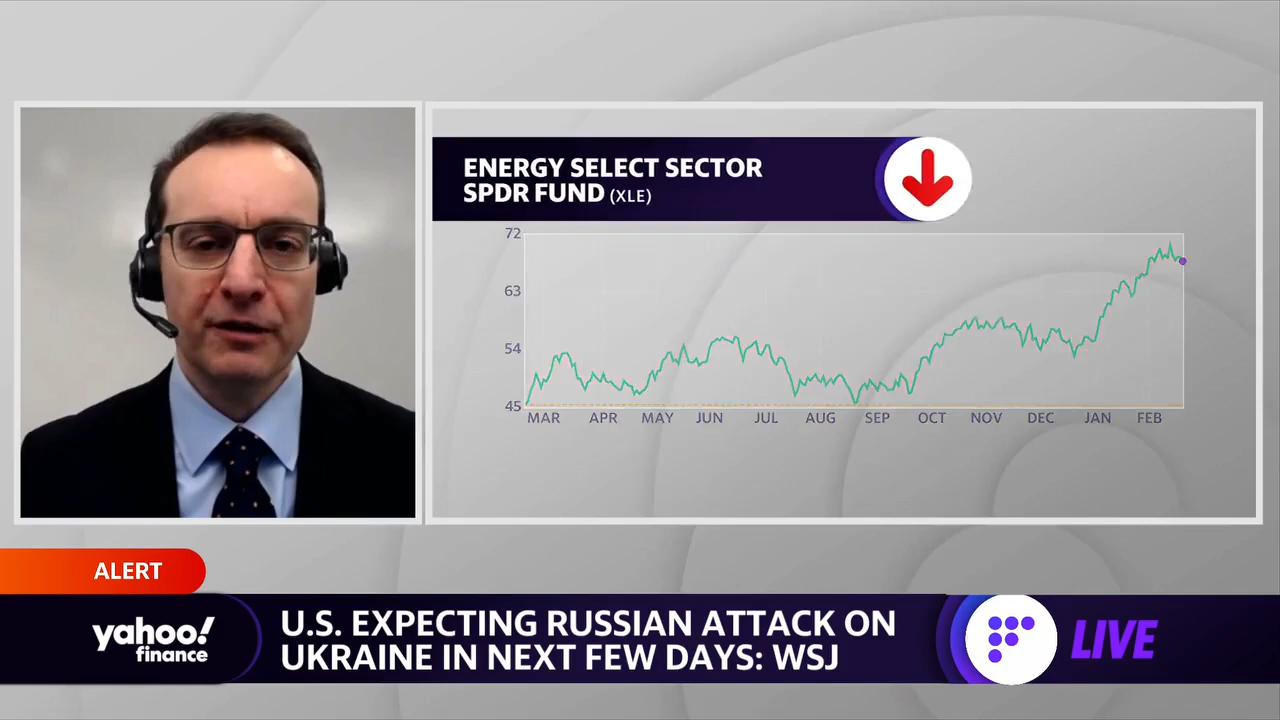 ENERGY SELECT SECTOR
SPDR FUND (XLE)
72
63
54
45
MAR APR MAY JUN JUL AUG SEP OCT NOV DEC JAN FEB
ALERT
yahoo!
finance
U.S. EXPECTING RUSSIAN ATTACK ON
UKRAINE IN NEXT FEW DAYS: WSJ
LIVE